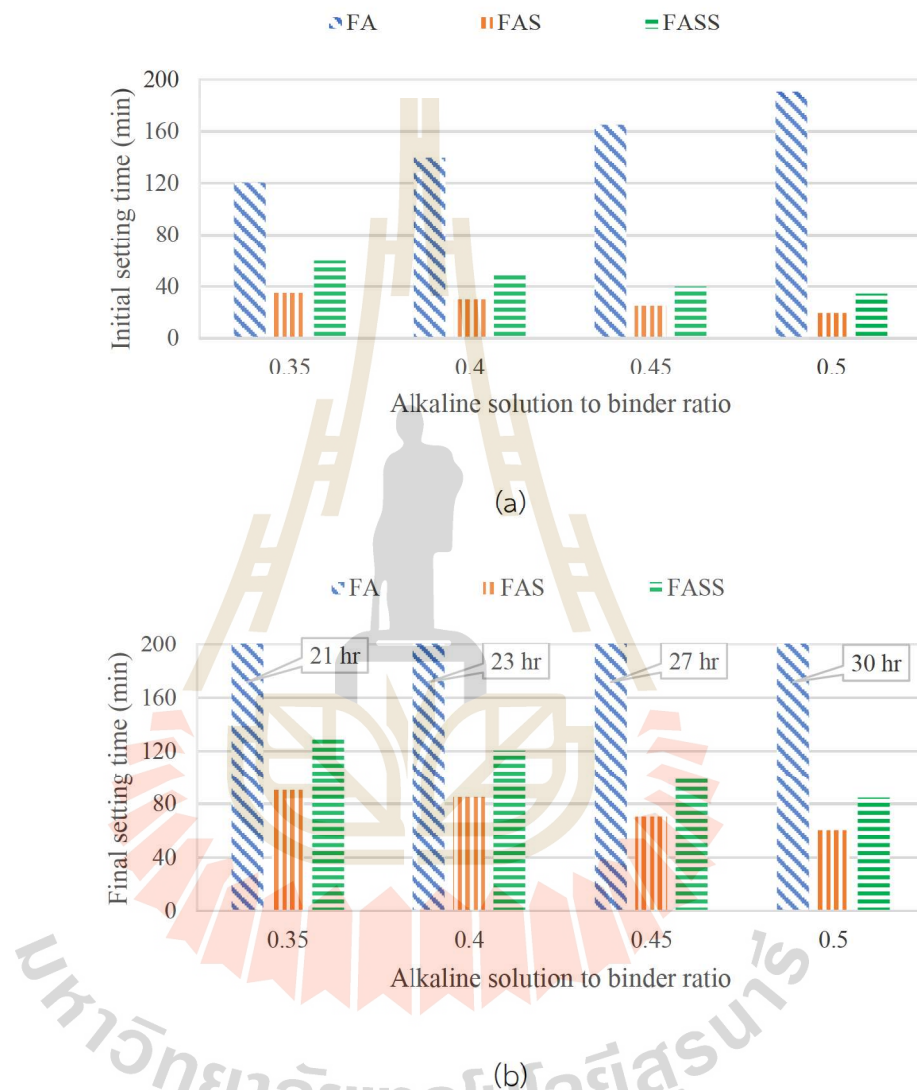 FA FAS FASS
200
160
120
80
40
0
Initial setting time (min)
0.35 0.4 0.45 0.5
Alkaline solution to binder ratio
(a)
FA FAS FASS
200
160
120
80
40
0
Final setting time (min)
21 hr 23 hr 27 hr 30 hr
0.35 0.4 0.45 0.5
Alkaline solution to binder ratio
(b)